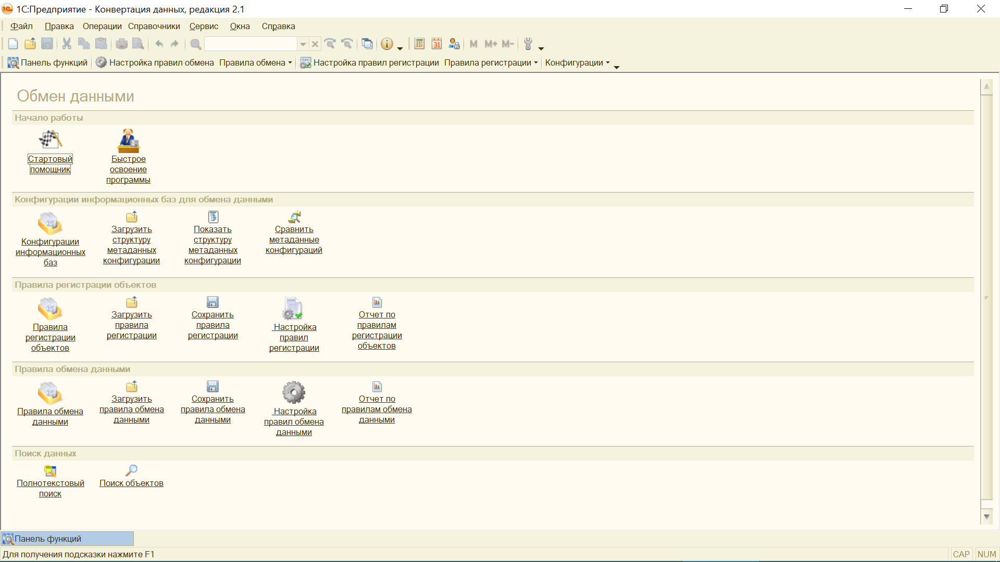 1С:Предприятие - Конвертация данных, редакция 2.1
Файл Правка Операции Справочники Сервис Окна Справка
31 M M+ M-
Панель функций Настройка правил обмена Правила обмена Настройка правил регистрации Правила регистрации Конфигурации
Обмен данными
Начало работы
Стартовый
помощник
Быстрое
освоение
программы
Конфигурации информационных баз для обмена данными
Конфигурации
информационных
баз
Загрузить
структуру
метаданных
конфигурации
Показать
структуру
метаданных
конфигурации
Сравнить
метаданные
конфигураций
Правила регистрации объектов
Правила
регистрации
объектов
Загрузить
правила
регистрации
Сохранить
правила
регистрации
Настройка
правил
регистрации
Отчет по
правилам
регистрации
объектов
Правила обмена данными
Правила обмена
данными
Загрузить
правила обмена
данными
Сохранить
правила обмена
данными
Настройка
правил обмена
данными
Отчет по
правилам обмена
данными
Поиск данных
Полнотекстовый
поиск
Поиск объектов
Панель функций
Для получения подсказки нажмите F1
CAP NUM